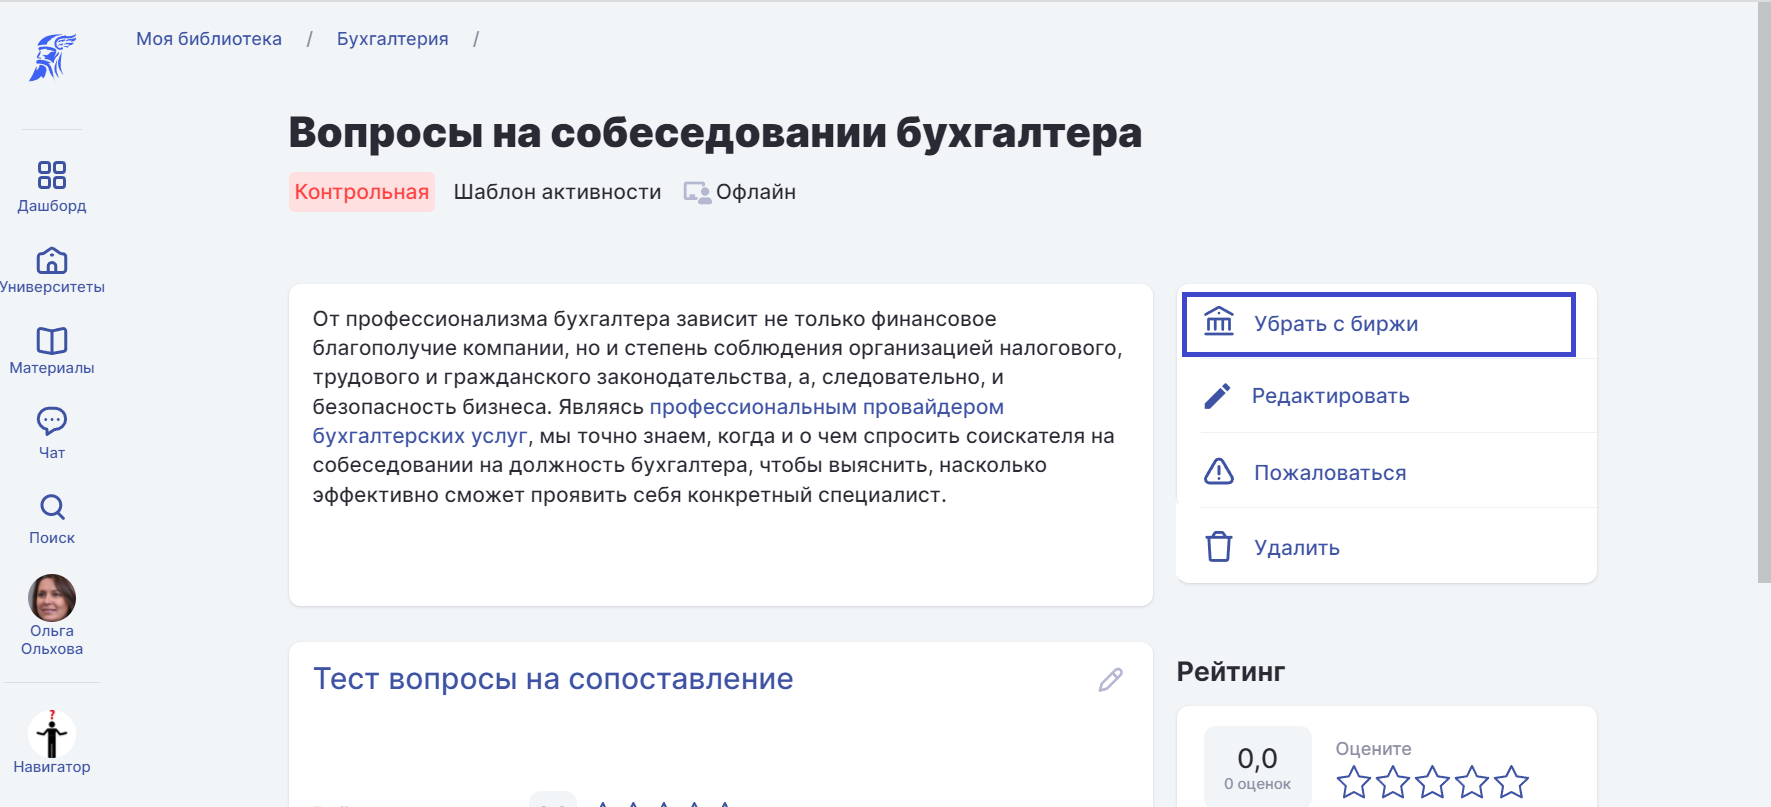 Моя библиотека / Бухгалтерия /
Вопросы на собеседовании бухгалтера
Контрольная Шаблон активности Офлайн
Дашборд
Университеты
Материалы
Чат
Поиск
Ольга
Ольхова
?
Навигатор
От профессионализма бухгалтера зависит не только финансовое
благополучие компании, но и степень соблюдения организацией налогового,
трудового и гражданского законодательства, а, следовательно, и
безопасность бизнеса. Являясь профессиональным провайдером
бухгалтерских услуг, мы точно знаем, когда и о чем спросить соискателя на
собеседовании на должность бухгалтера, чтобы выяснить, насколько
эффективно сможет проявить себя конкретный специалист.
Убрать с биржи
Редактировать
Пожаловаться
Удалить
Тест вопросы на сопоставление
Рейтинг
0,0
0 оценок
Оцените